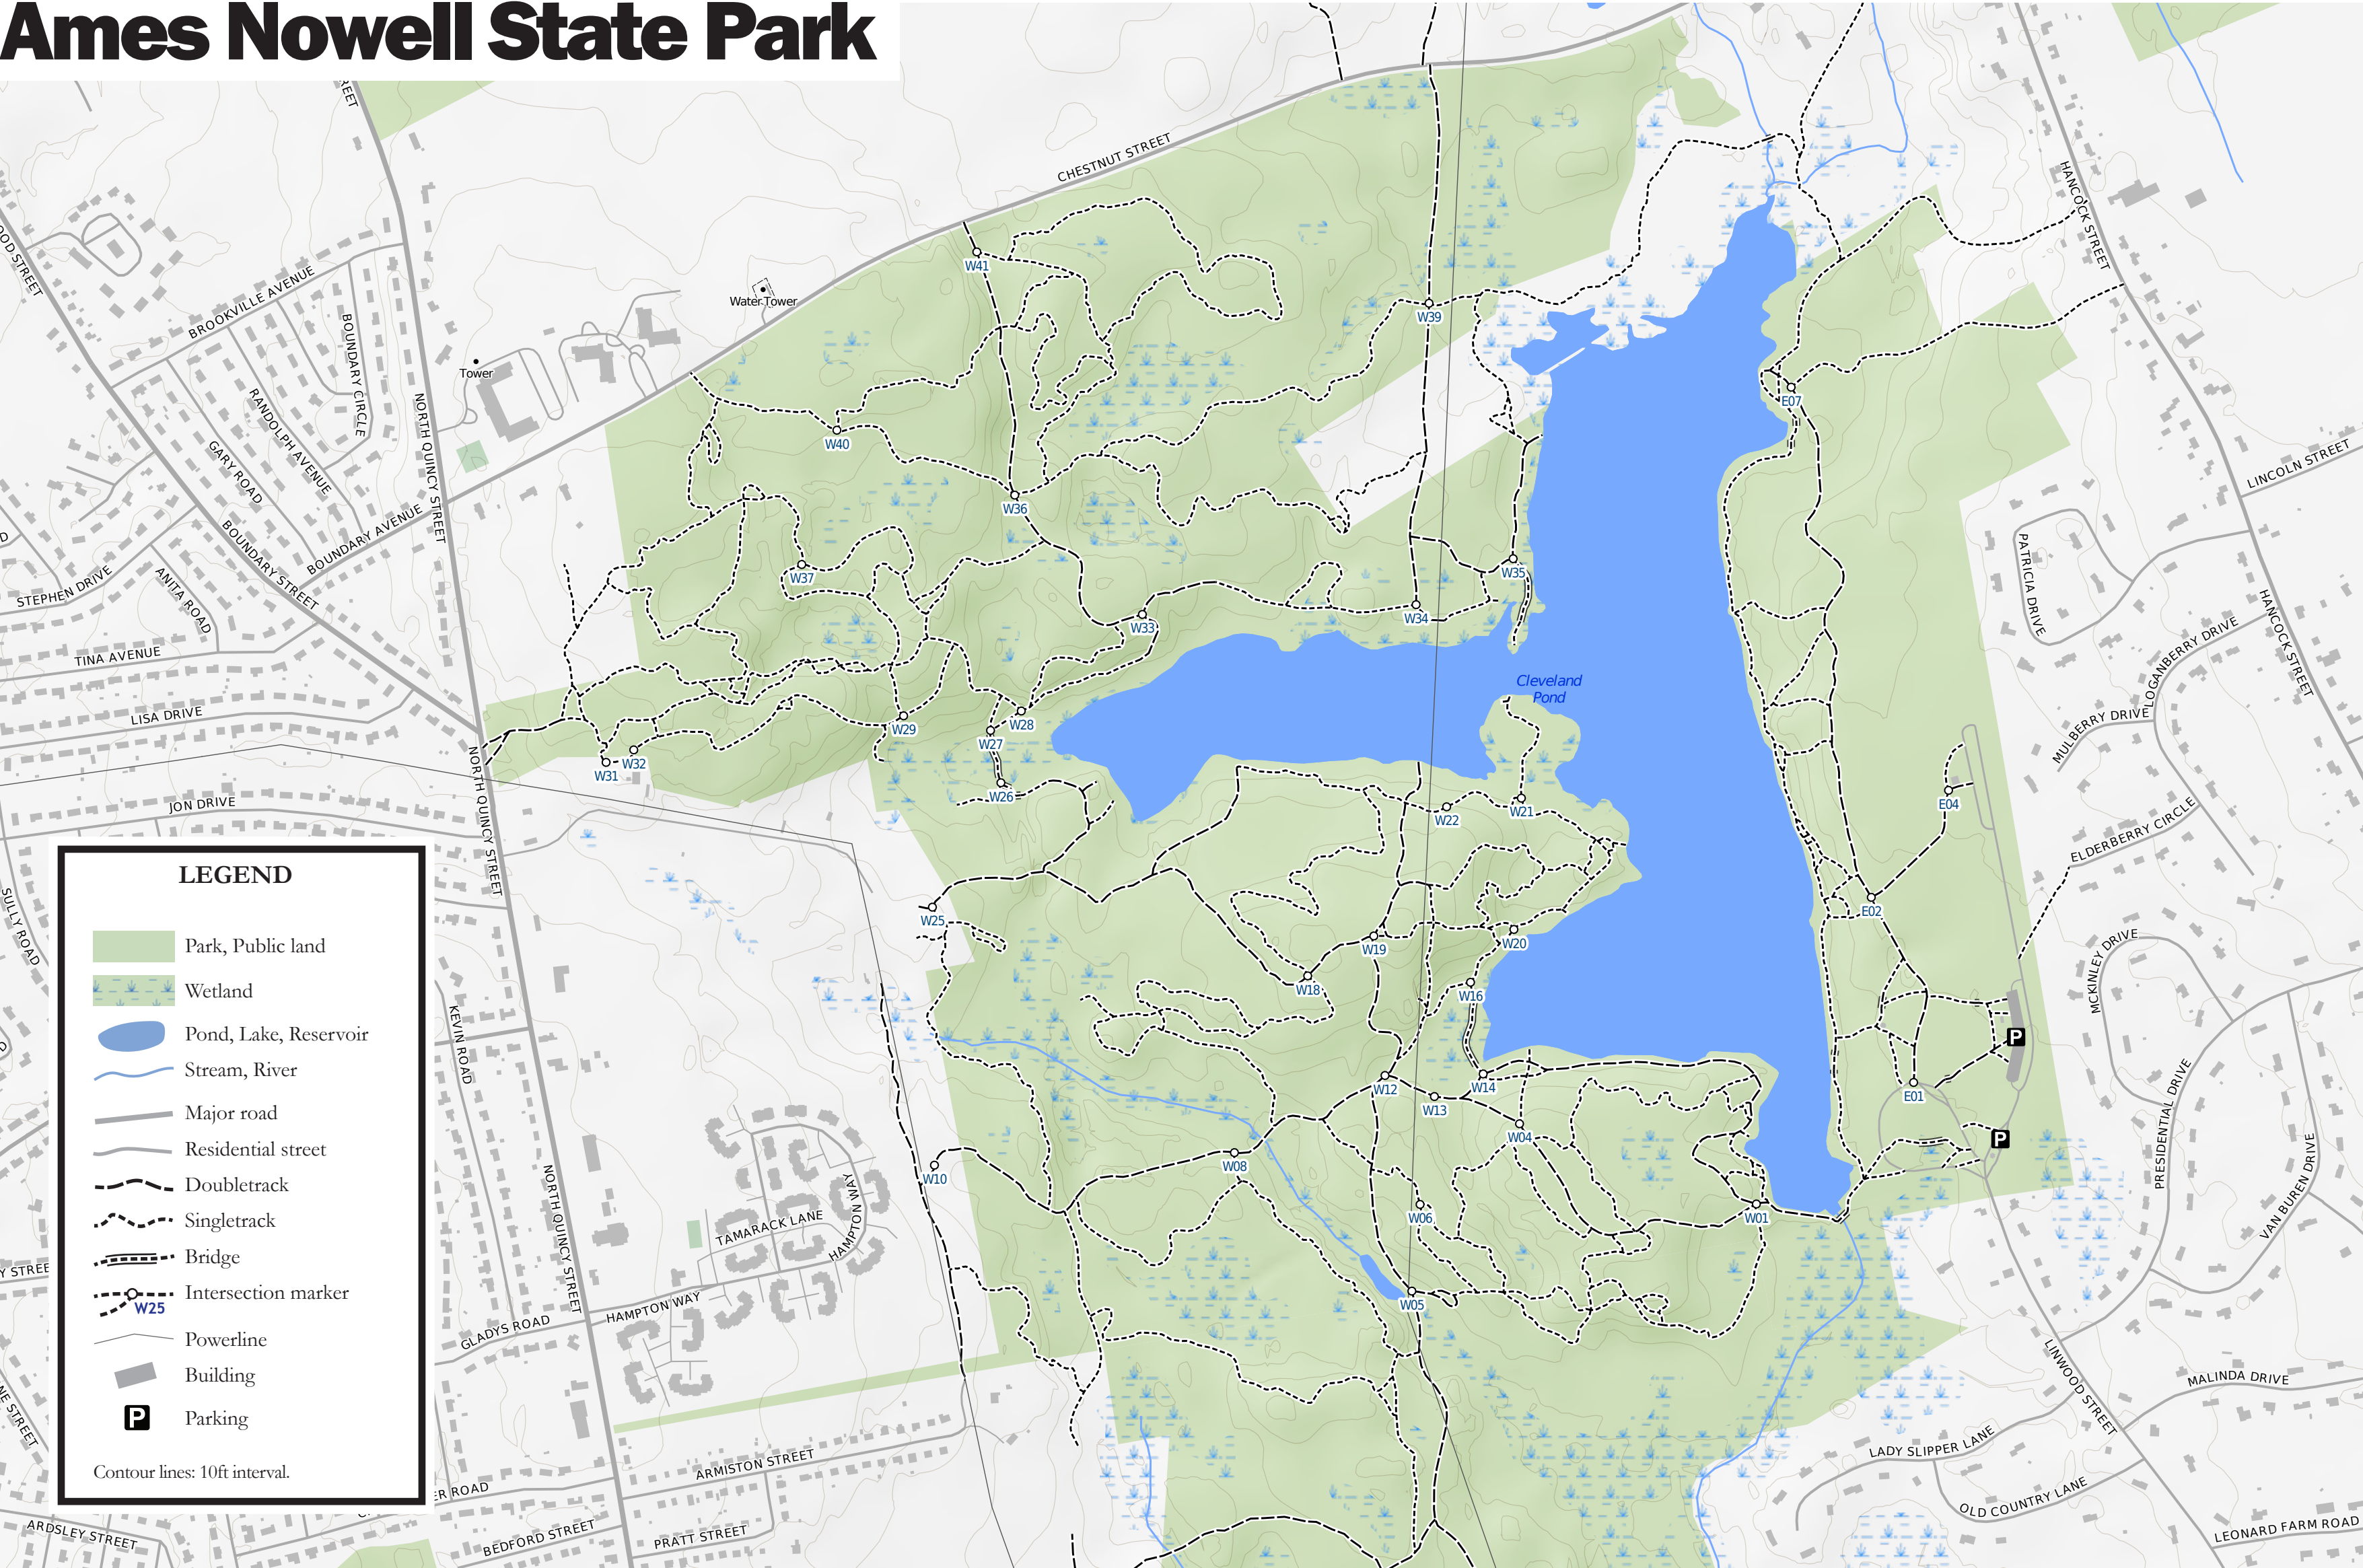 Ames Nowell State Park
CHESTNUT STREET
HANCOCK STREET
BROOKVILLE AVENUE
BOUNDARY CIRCLE
RANDOLPH AVENUE
GARY ROAD
NORTH QUINCY STREET
BOUNDARY AVENUE
BOUNDARY STREET
STEPHEN DRIVE
ANITA ROAD
TINA AVENUE
LISA DRIVE
JON DRIVE
NORTH QUINCY STREET
SULLY ROAD
KEVIN ROAD
NORTH QUINCY STREET
Water Tower
Tower
W41
W39
W40
E07
W36
W37
W35
W34
W33
Cleveland
Pond
W28
W29
W27
W31
W32
W26
W22
W21
E04
W25
W19
W20
E02
W18
W16
W12
W14
W13
E01
W04
W08
W10
W06
W01
W05
P
P
LINCOLN STREET
PATRICIA DRIVE
HANCOCK STREET
LOGANBERRY DRIVE
MULBERRY DRIVE
ELDERBERRY CIRCLE
MCKINLEY DRIVE
PRESIDENTIAL DRIVE
VAN BUREN DRIVE
LINWOOD STREET
MALINDA DRIVE
LADY SLIPPER LANE
OLD COUNTRY LANE
LEONARD FARM ROAD
TAMARACK LANE
HAMPTON WAY
HAMPTON WAY
GLADYS ROAD
ARMISTON STREET
BEDFORD STREET
PRATT STREET
ARDSLEY STREET
LEGEND
Park, Public land
Wetland
Pond, Lake, Reservoir
Stream, River
Major road
Residential street
Doubletrack
Singletrack
Bridge
Intersection marker
W25
Powerline
Building
P Parking
Contour lines: 10ft interval.